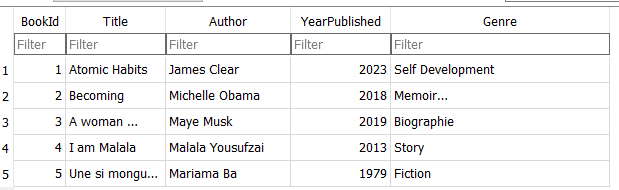 BookId Title Author YearPublished Genre
Filter Filter Filter Filter Filter
1 1 Atomic Habits James Clear 2023 Self Development
2 2 Becoming Michelle Obama 2018 Memoir...
3 3 A woman ... Maye Musk 2019 Biographie
4 4 I am Malala Malala Yousufzai 2013 Story
5 5 Une si mongu... Mariama Ba 1979 Fiction